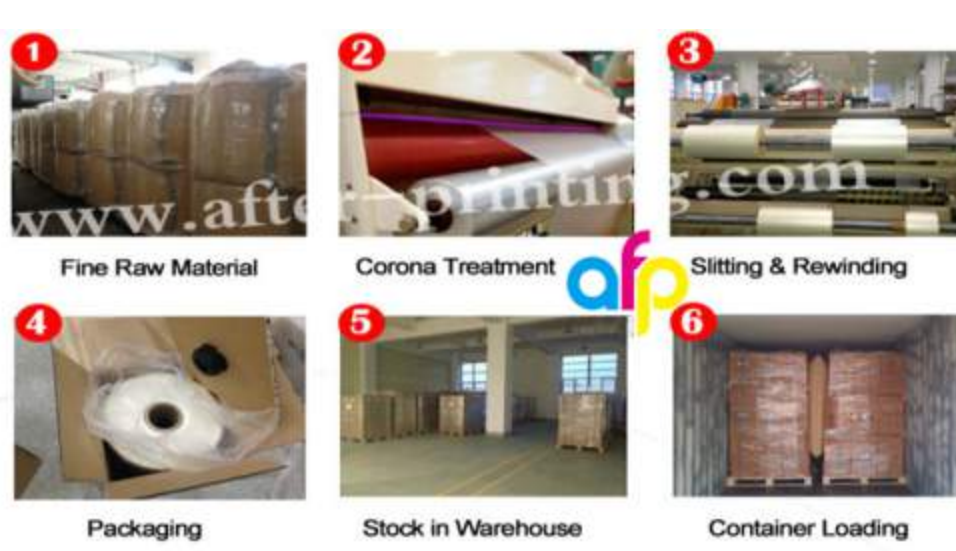 1
2
3
www.after-printing.com
Fine Raw Material
Corona Treatment
Slitting & Rewinding
afp
4
5
6
Packaging
Stock in Warehouse
Container Loading